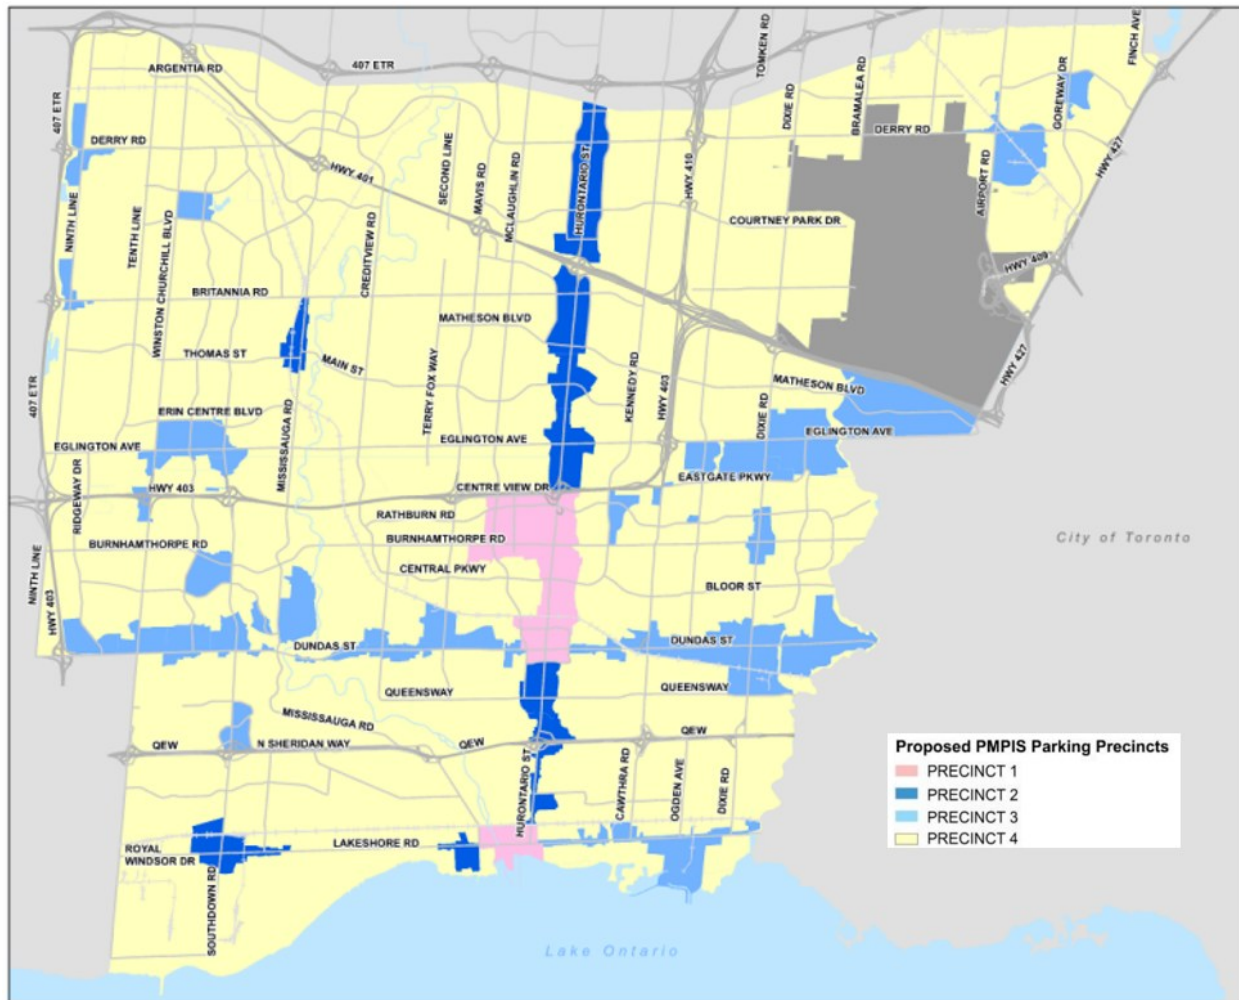 FINCH AVE
TOMKEN RD
407 ETR
ARGENTIA RD
GOREWAY DR
BRAMALEA RD
DIXIE RD
407 ETR
DERRY RD
DERRY RD
HWY 427
SECOND LINE
MAVIS RD
MCLAUGHLIN RD
HURONTARIO ST
HWY 410
HWY 401
AIRPORT RD
NINTH LINE
TENTH LINE
WINSTON CHURCHILL BLVD
CREDITVIEW RD
COURTNEY PARK DR
HWY 409
BRITANNIA RD
MATHESON BLVD
THOMAS ST
MAIN ST
TERRY FOX WAY
KENNEDY RD
HWY 403
MATHESON BLVD
HWY 427
407 ETR
ERIN CENTRE BLVD
MISSISSAUGA RD
DIXIE RD
EGLINGTON AVE
EGLINGTON AVE
EGLINGTON AVE
RIDGEWAY DR
HWY 403
CENTRE VIEW DR
EASTGATE PKWY
RATHBURN RD
BURNHAMTHORPE RD
BURNHAMTHORPE RD
City of Toronto
CENTRAL PKWY
BLOOR ST
NINTH LINE
HWY 403
DUNDAS ST
DUNDAS ST
QUEENSWAY
QUEENSWAY
MISSISSAUGA RD
QEW
N SHERIDAN WAY
QEW
QEW
HURONTARIO ST
CAWTHRA RD
OGDEN AVE
DIXIE RD
Proposed PMPIS Parking Precincts
PRECINCT 1
PRECINCT 2
PRECINCT 3
PRECINCT 4
ROYAL
WINDSOR DR
LAKESHORE RD
SOUTHDOWN RD
Lake Ontario